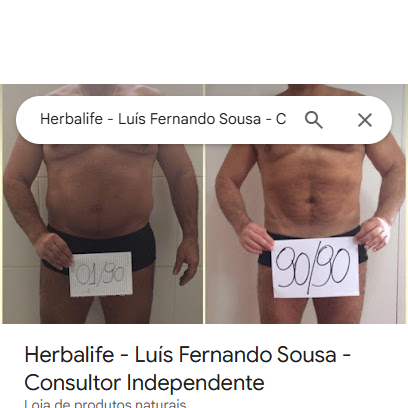 Herbalife - Luís Fernando Sousa - C
01/90
90/90
Herbalife - Luís Fernando Sousa -
Consultor Independente
Loja de produtos naturais